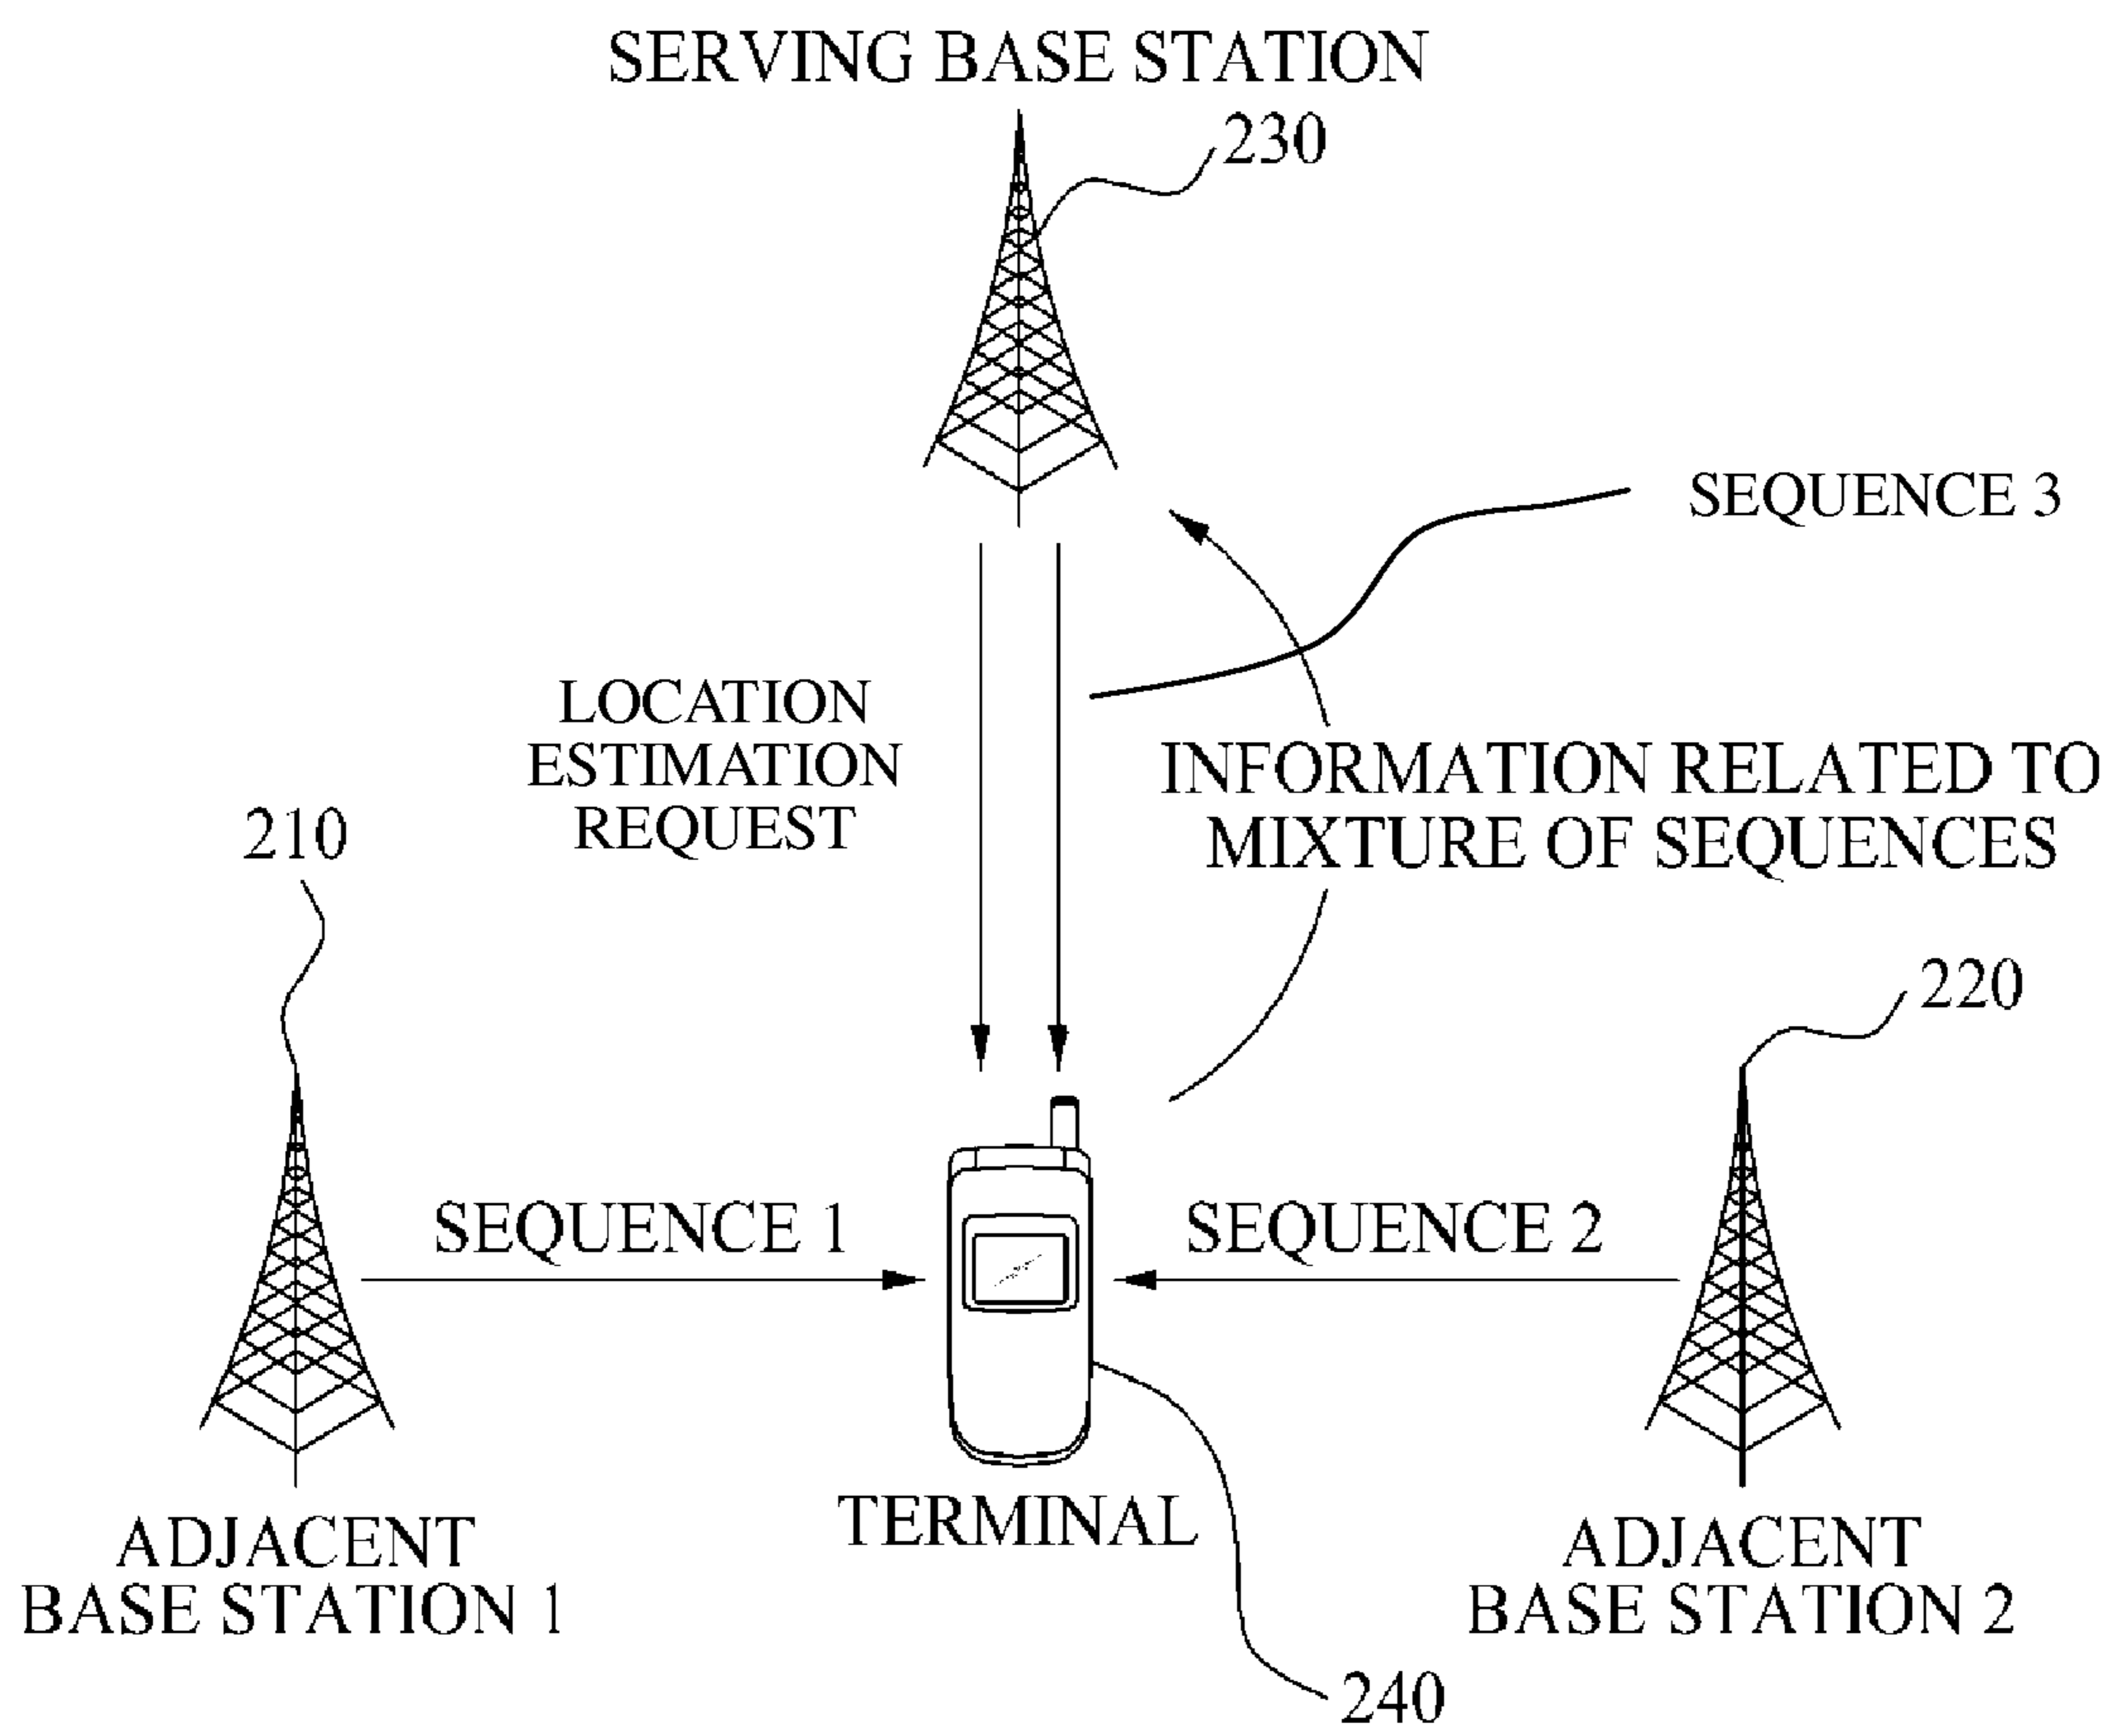 SERVING BASE STATION
230
SEQUENCE 3
LOCATION
ESTIMATION
REQUEST
INFORMATION RELATED TO
MIXTURE OF SEQUENCES
210
220
SEQUENCE 1
SEQUENCE 2
TERMINAL
ADJACENT
BASE STATION 1
ADJACENT
BASE STATION 2
240